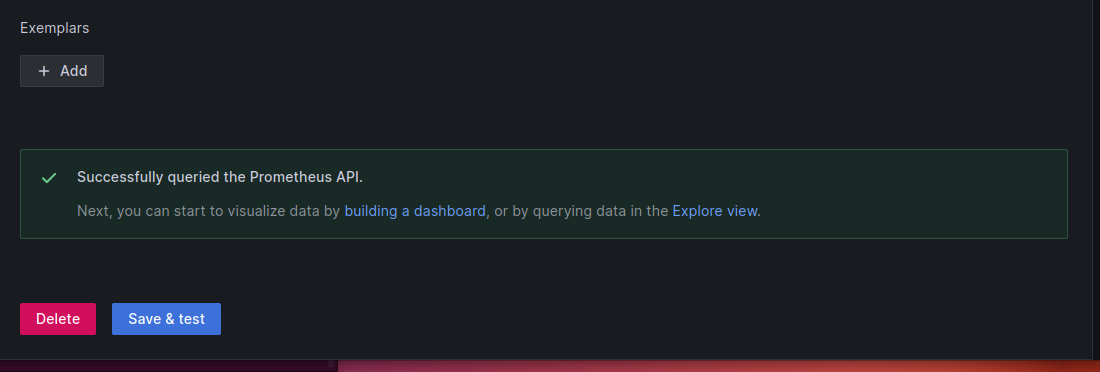 Exemplars
+ Add
Successfully queried the Prometheus API.
Next, you can start to visualize data by building a dashboard, or by querying data in the Explore view.
Delete
Save & test